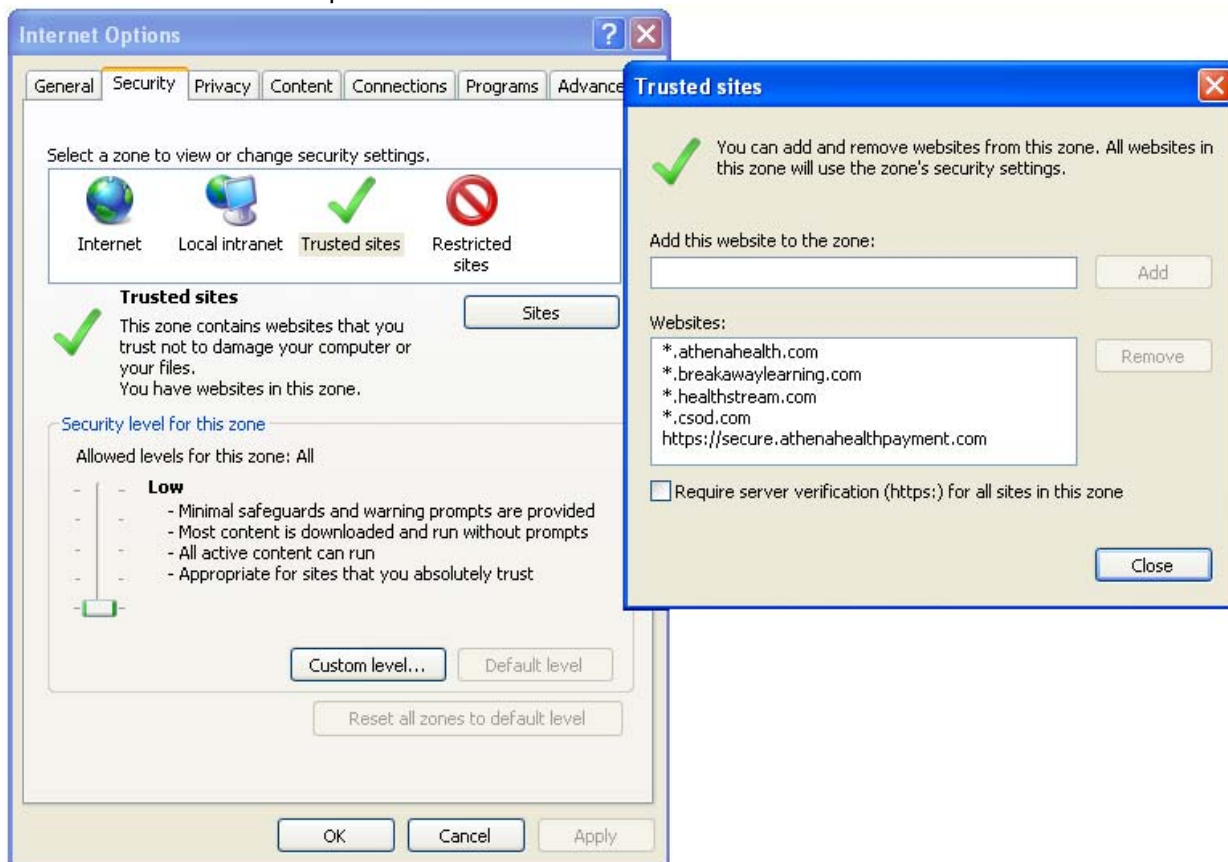 Internet Options
General Security Privacy Content Connections Programs Advance
Select a zone to view or change security settings.
Internet
Local intranet
Trusted sites
Restricted
sites
Trusted sites
Sites
This zone contains websites that you
trust not to damage your computer or
your files.
You have websites in this zone.
Security level for this zone
Allowed levels for this zone: All
Low
- Minimal safeguards and warning prompts are provided
- Most content is downloaded and run without prompts
- All active content can run
- Appropriate for sites that you absolutely trust
Custom level...
Default level
Reset all zones to default level
OK
Cancel
Apply
Trusted sites
You can add and remove websites from this zone. All websites in
this zone will use the zone's security settings.
Add this website to the zone:
Add
Websites:
*.athenahealth.com
*.breakawaylearning.com
*.healthstream.com
*.csod.com
https://secure.athenahealthpayment.com
Remove
Require server verification (https:) for all sites in this zone
Close